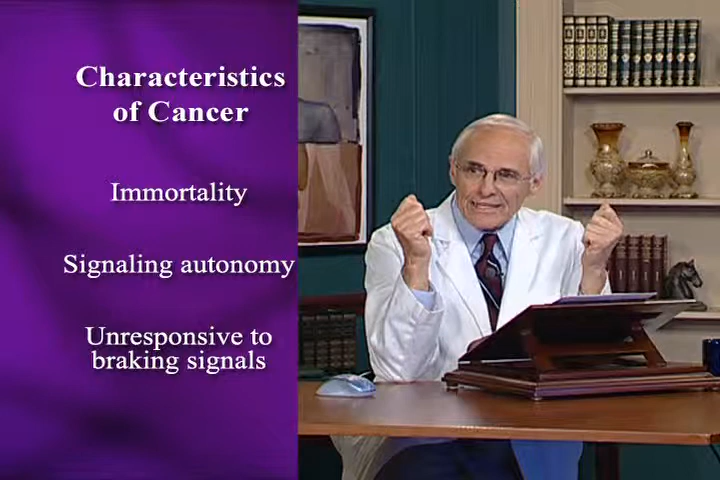 Characteristics
of Cancer
Immortality
Signaling autonomy
Unresponsive to
braking signals